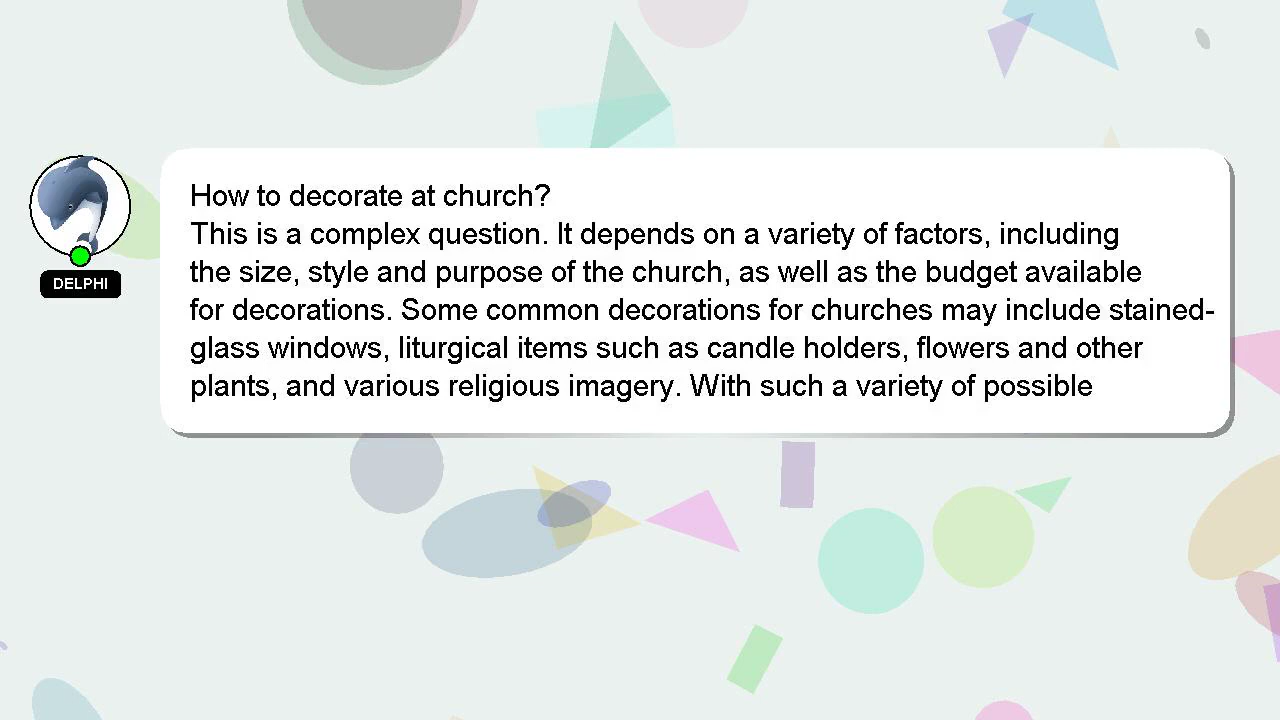 DELPHI
How to decorate at church?
This is a complex question. It depends on a variety of factors, including
the size, style and purpose of the church, as well as the budget available
for decorations. Some common decorations for churches may include stained-
glass windows, liturgical items such as candle holders, flowers and other
plants, and various religious imagery. With such a variety of possible